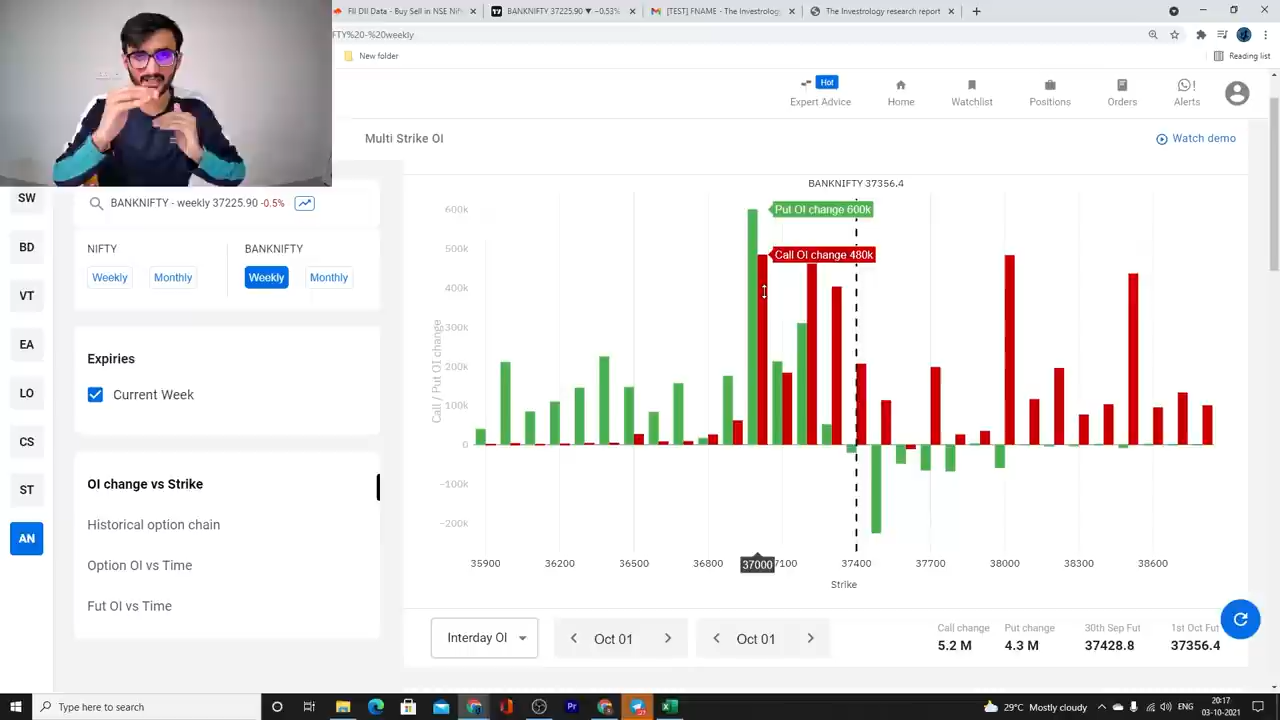 FII DII Data - Buy Sell in NSE Nif
BANKNIFTY 37225.90 ▼ −0.53%
[TEST] FNAME - The Investrology
The Investrology research report
FTY%20-%20weekly
New folder
Reading list
Expert Advice
Hot
Home
Watchlist
Positions
Orders
Alerts
Multi Strike OI
Watch demo
SW
BD
VT
EA
LO
CS
ST
AN
BANKNIFTY - weekly 37225.90 -0.5%
NIFTY
BANKNIFTY
Weekly
Monthly
Weekly
Monthly
Expiries
Current Week
OI change vs Strike
Historical option chain
Option OI vs Time
Fut OI vs Time
BANKNIFTY 37356.4
Put OI change 600k
Call OI change 480k
Call / Put OI change
600k
500k
400k
300k
200k
100k
0
−100k
−200k
35900
36200
36500
36800
37000
37100
37400
37700
38000
38300
38600
Strike
Interday OI
Oct 01
Oct 01
Call change
5.2 M
Put change
4.3 M
30th Sep Fut
37428.8
1st Oct Fut
37356.4
Type here to search
29°C Mostly cloudy
ENG
20:17
03-10-2021